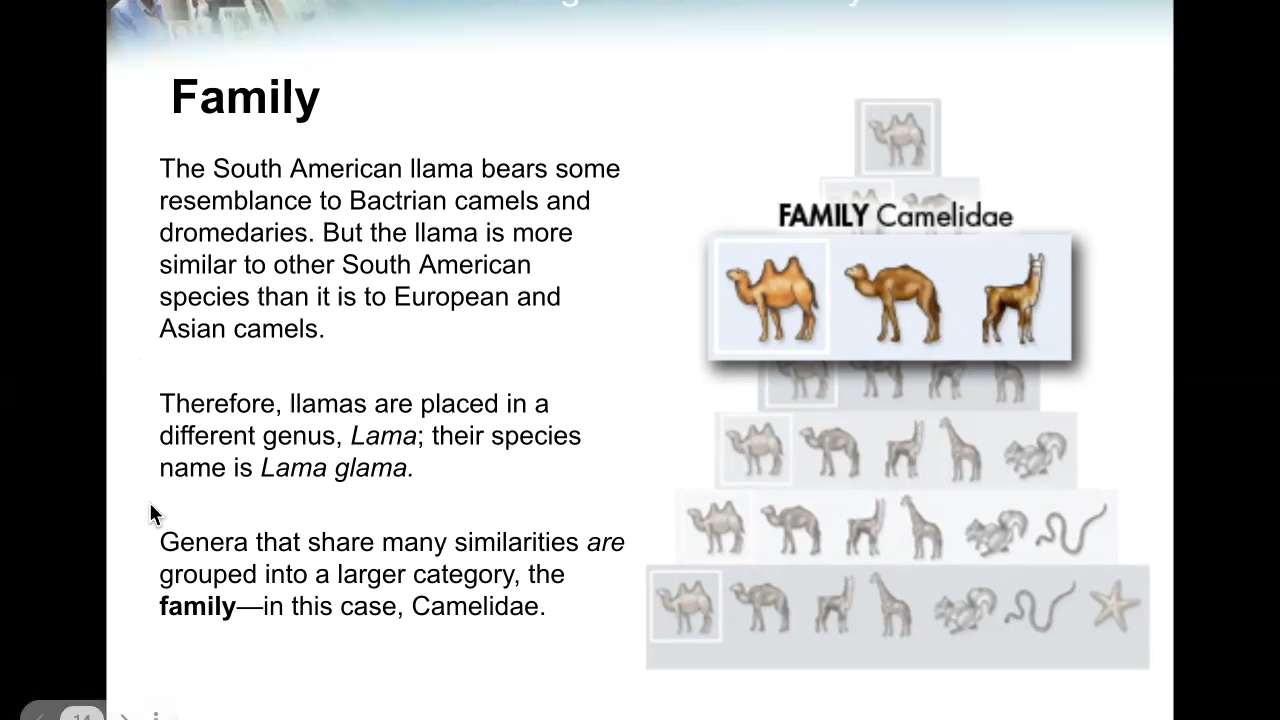 Family
The South American llama bears some
resemblance to Bactrian camels and
dromedaries. But the llama is more
similar to other South American
species than it is to European and
Asian camels.
Therefore, llamas are placed in a
different genus, Lama; their species
name is Lama glama.
Genera that share many similarities are
grouped into a larger category, the
family—in this case, Camelidae.
FAMILY Camelidae
14